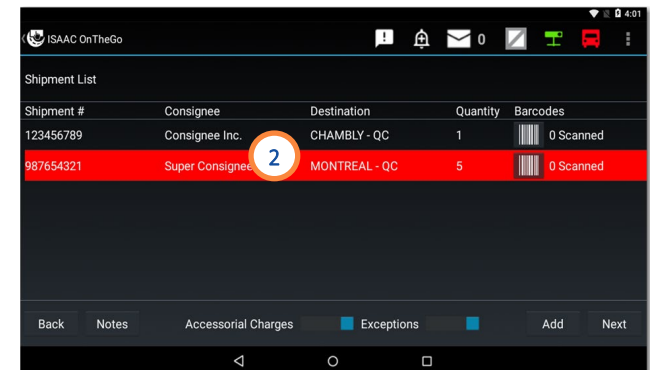 4:01
ISAAC OnTheGo
0
Shipment List
Shipment # Consignee Destination Quantity Barcodes
123456789 Consignee Inc. CHAMBLY - QC 1 0 Scanned
987654321 Super Consignee 2 MONTREAL - QC 5 0 Scanned
Back Notes Accessorial Charges Exceptions Add Next